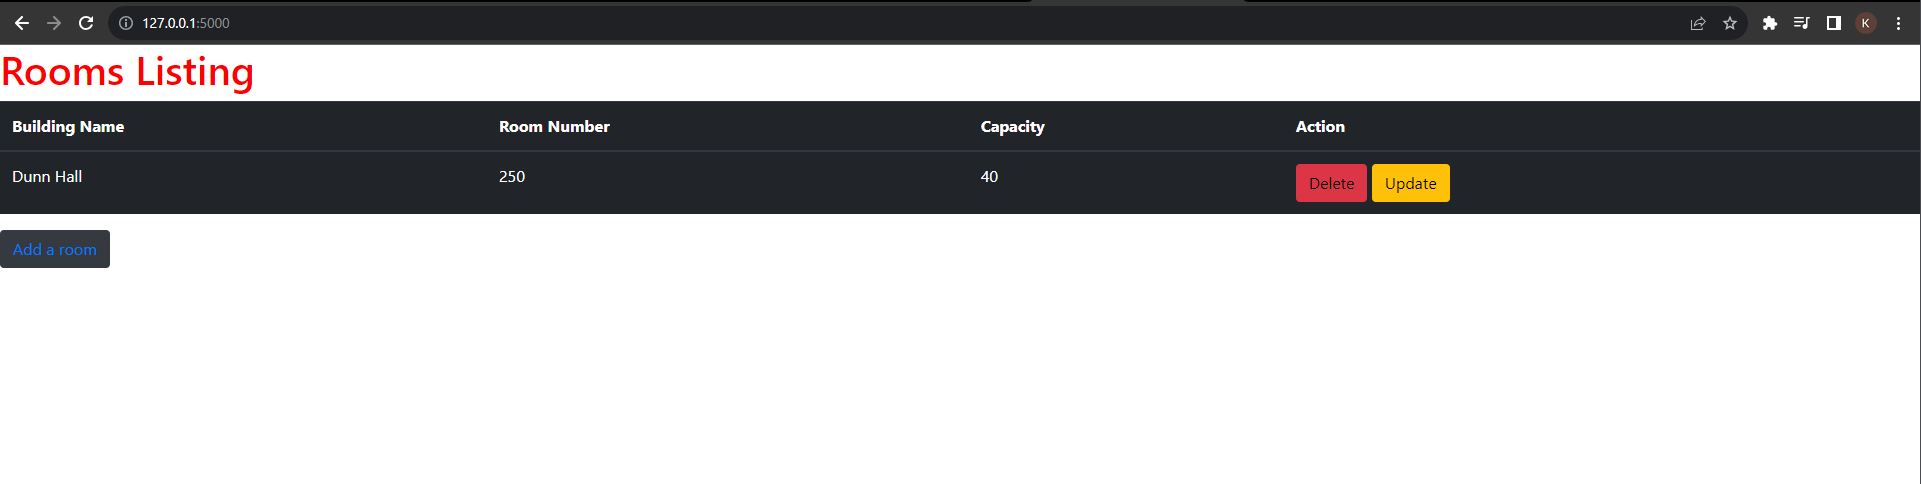 127.0.0.1:5000
K
Rooms Listing
Building Name Room Number Capacity Action
Dunn Hall 250 40 Delete Update
Add a room